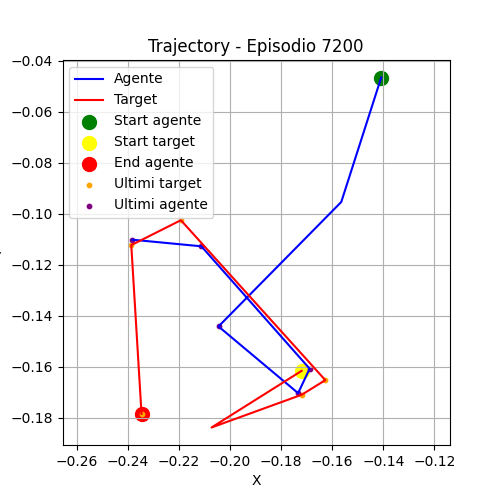 Trajectory - Episodio 7200
Agente
Target
Start agente
Start target
End agente
Ultimi target
Ultimi agente
−0.04
−0.06
−0.08
−0.10
−0.12
−0.14
−0.16
−0.18
−0.26
−0.24
−0.22
−0.20
−0.18
−0.16
−0.14
−0.12
X